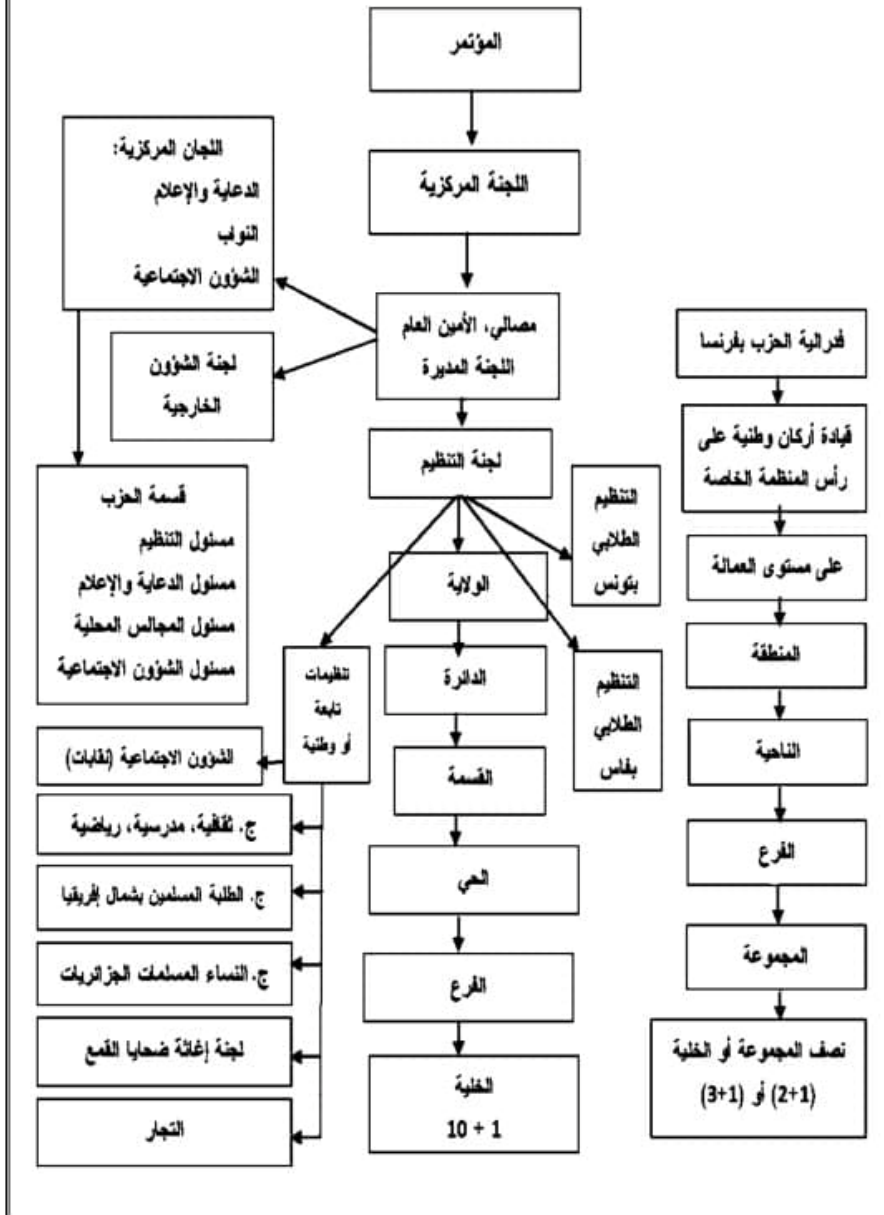 المؤتمر
اللجنة المركزية
اللجان المركزية:
الدعاية والإعلام
النواب
الشؤون الاجتماعية
مصالي، الأمين العام
اللجنة المديرة
لجنة الشؤون
الخارجية
لجنة التنظيم
قسمة الحزب
مسئول التنظيم
مسئول الدعاية والإعلام
مسئول المجالس المحلية
مسئول الشؤون الاجتماعية
التنظيم
الطلابي
بتونس
التنظيم
الطلابي
بفاس
الولاية
الدائرة
القسمة
الحي
الفرع
الخلية
10 + 1
تنظيمات
تابعة
أو وطنية
الشؤون الاجتماعية (نقابات)
ج. ثقافية، مدرسية، رياضية
ج. الطلبة المسلمين بشمال إفريقيا
ج. النساء المسلمات الجزائريات
لجنة إغاثة ضحايا القمع
التجار
فدرالية الحزب بفرنسا
قيادة أركان وطنية على
رأس المنظمة الخاصة
على مستوى العمالة
المنطقة
الناحية
الفرع
المجموعة
نصف المجموعة أو الخلية
(2+1) أو (3+1)